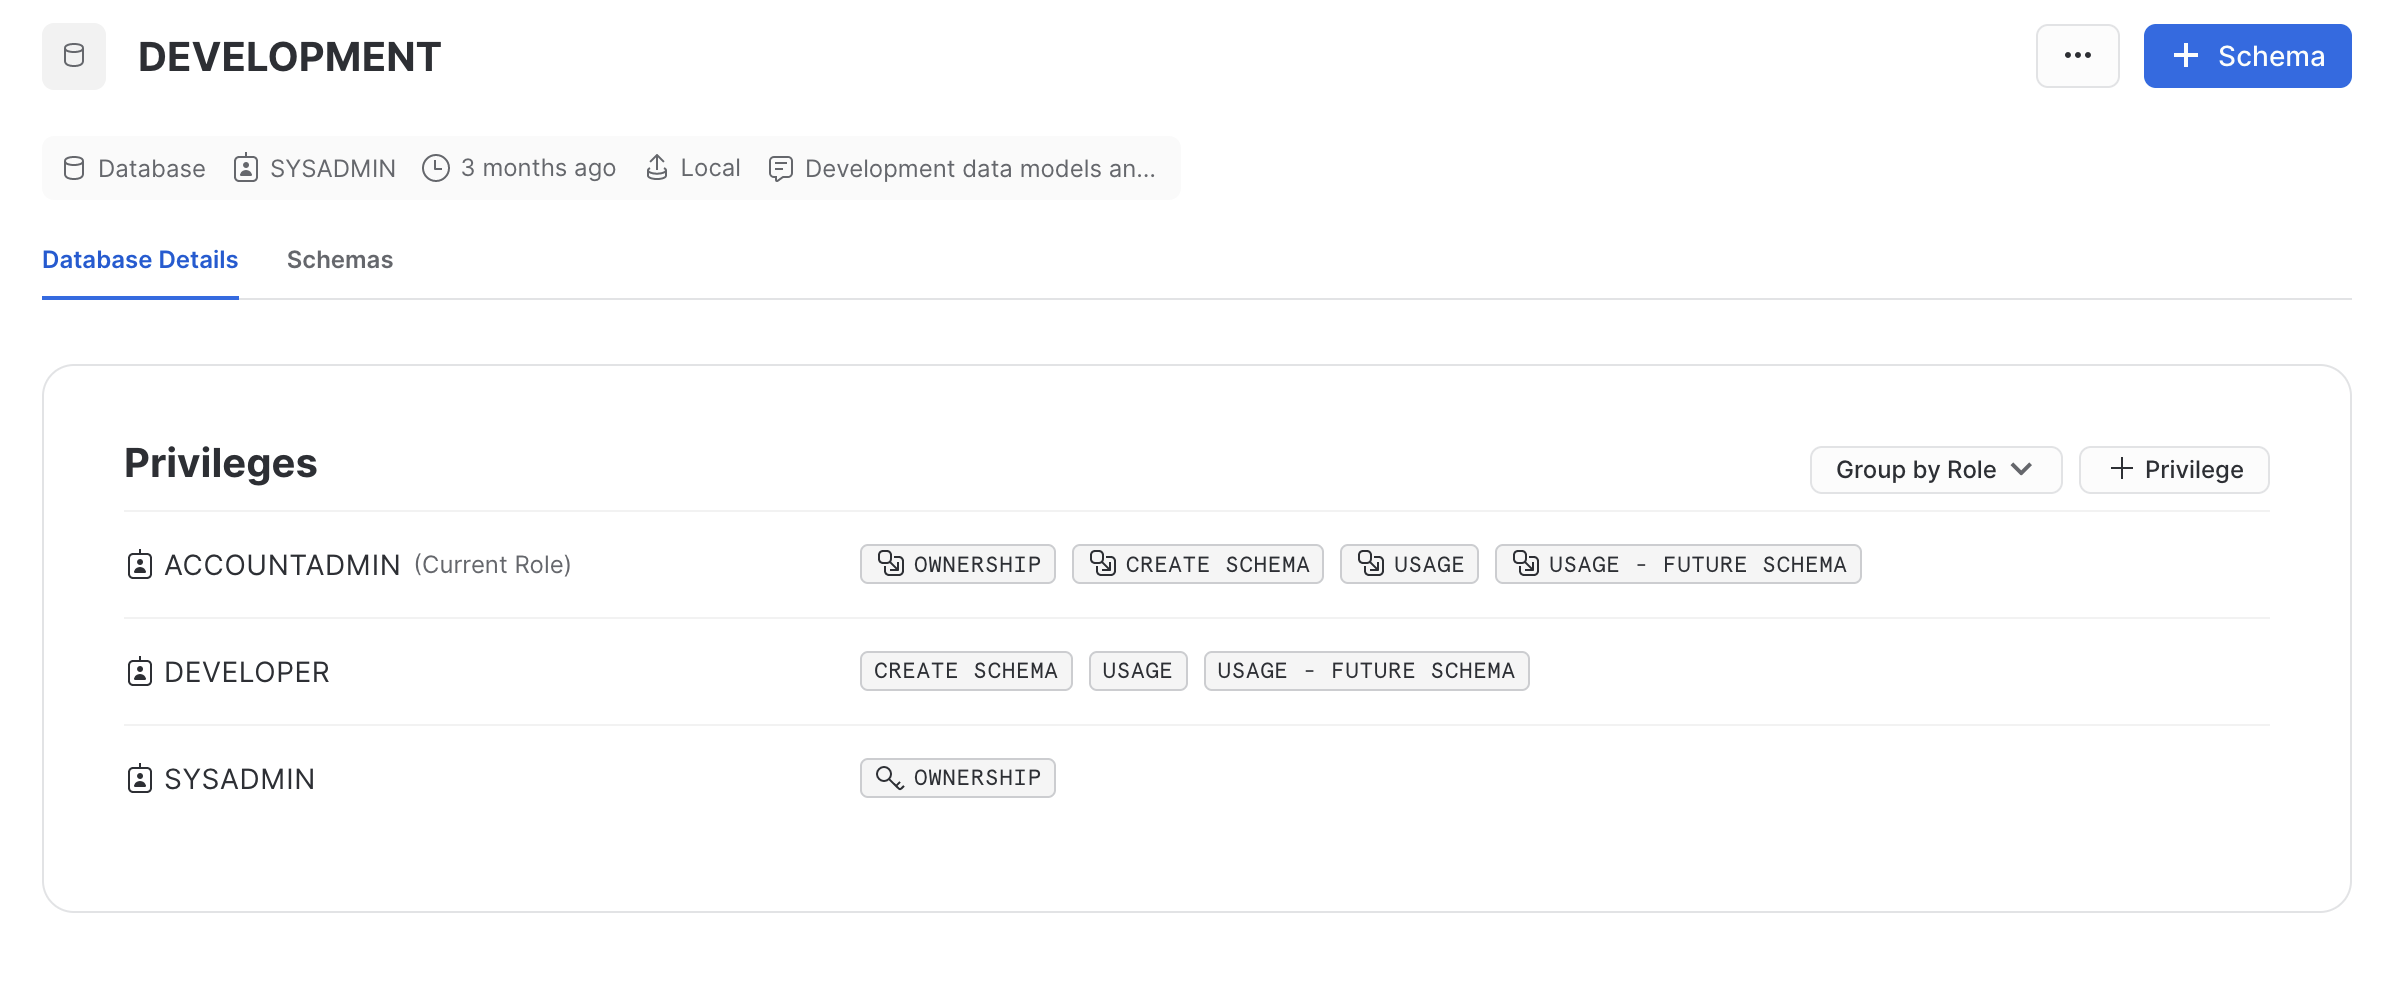 DEVELOPMENT
... + Schema
Database SYSADMIN 3 months ago Local Development data models an...
Database Details Schemas
Privileges
Group by Role + Privilege
ACCOUNTADMIN (Current Role) OWNERSHIP CREATE SCHEMA USAGE USAGE - FUTURE SCHEMA
DEVELOPER CREATE SCHEMA USAGE USAGE - FUTURE SCHEMA
SYSADMIN OWNERSHIP